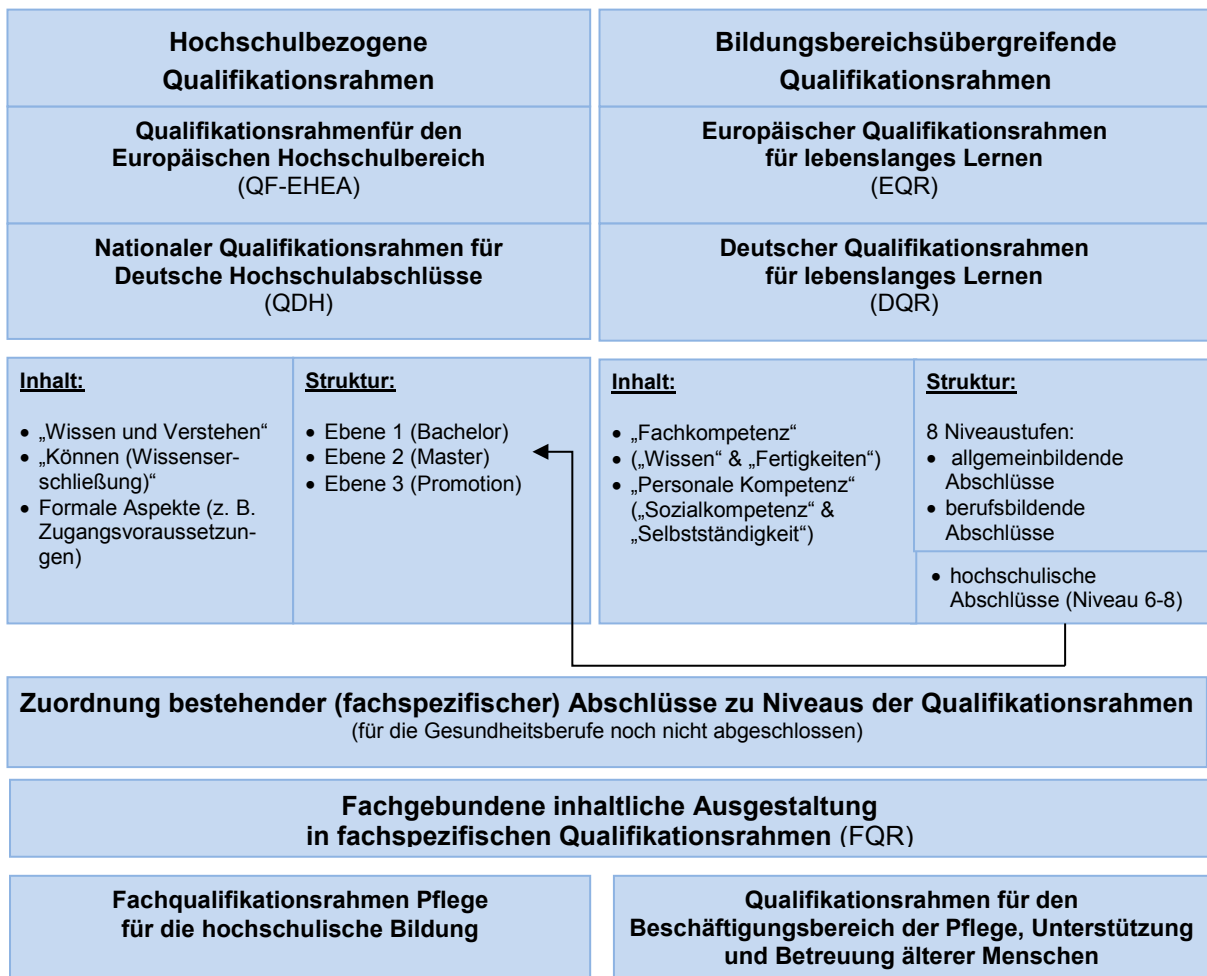 Hochschulbezogene
Qualifikationsrahmen
Bildungsbereichsübergreifende
Qualifikationsrahmen
Qualifikationsrahmenfür den
Europäischen Hochschulbereich
(QF-EHEA)
Europäischer Qualifikationsrahmen
für lebenslanges Lernen
(EQR)
Nationaler Qualifikationsrahmen für
Deutsche Hochschulabschlüsse
(QDH)
Deutscher Qualifikationsrahmen
für lebenslanges Lernen
(DQR)
Inhalt:
• „Wissen und Verstehen“
• „Können (Wissenser-
schließung)“
• Formale Aspekte (z. B.
Zugangsvoraussetzun-
gen)
Struktur:
• Ebene 1 (Bachelor)
• Ebene 2 (Master)
• Ebene 3 (Promotion)
Inhalt:
• „Fachkompetenz“
• („Wissen“ & „Fertigkeiten“)
• „Personale Kompetenz“
(„Sozialkompetenz“ &
„Selbstständigkeit“)
Struktur:
8 Niveaustufen:
• allgemeinbildende
Abschlüsse
• berufsbildende
Abschlüsse
• hochschulische
Abschlüsse (Niveau 6-8)
Zuordnung bestehender (fachspezifischer) Abschlüsse zu Niveaus der Qualifikationsrahmen
(für die Gesundheitsberufe noch nicht abgeschlossen)
Fachgebundene inhaltliche Ausgestaltung
in fachspezifischen Qualifikationsrahmen (FQR)
Fachqualifikationsrahmen Pflege
für die hochschulische Bildung
Qualifikationsrahmen für den
Beschäftigungsbereich der Pflege, Unterstützung
und Betreuung älterer Menschen